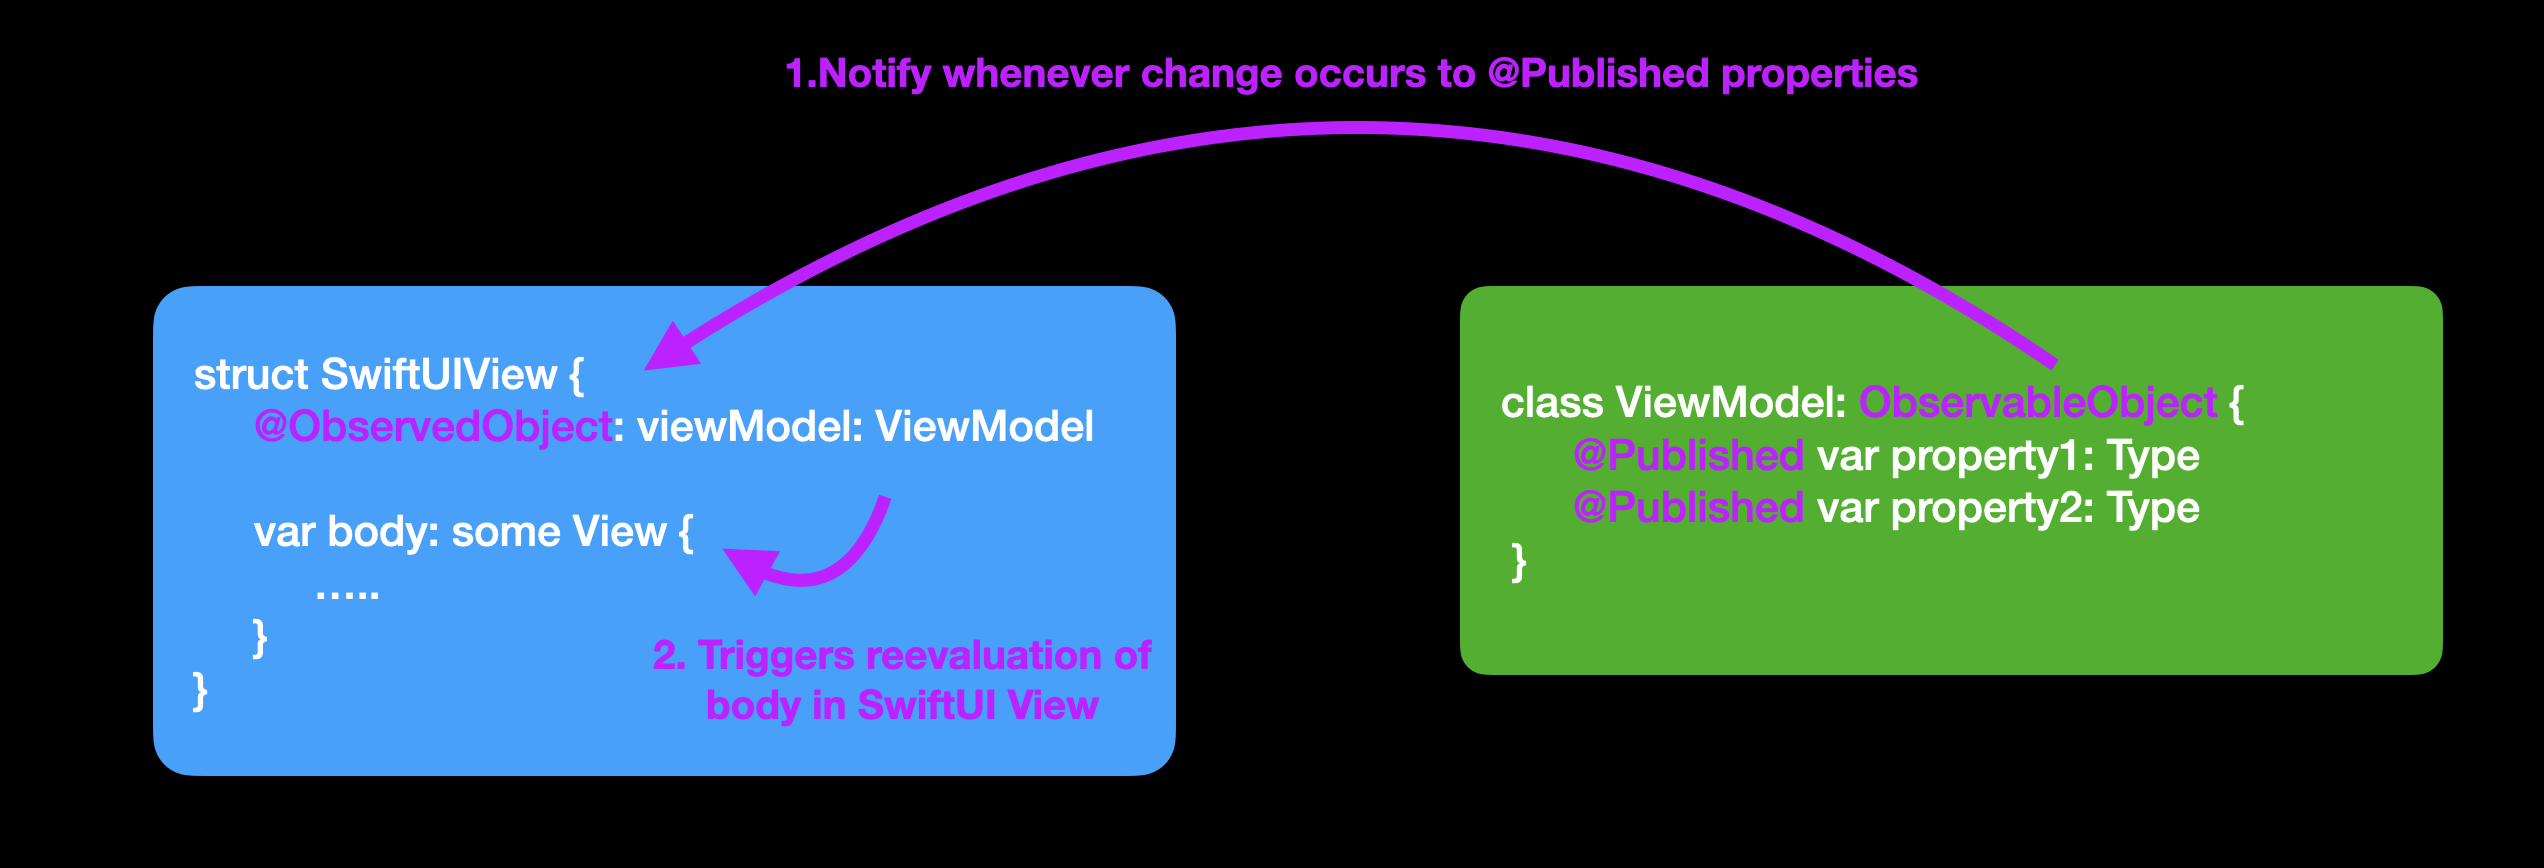 1.Notify whenever change occurs to @Published properties
struct SwiftUIView {
@ObservedObject: viewModel: ViewModel
var body: some View {
.....
}
}
2. Triggers reevaluation of
body in SwiftUI View
class ViewModel: ObservableObject {
@Published var property1: Type
@Published var property2: Type
}